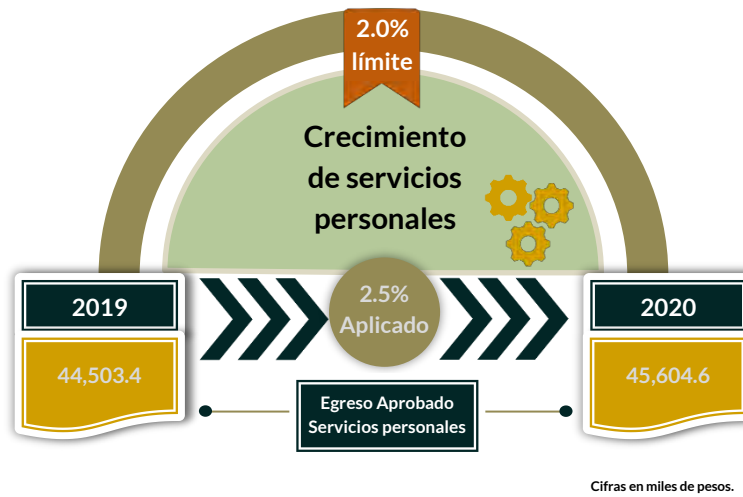 2.0%
límite
Crecimiento
de servicios
personales
2019
2.5%
Aplicado
2020
44,503.4
45,604.6
Egreso Aprobado
Servicios personales
Cifras en miles de pesos.